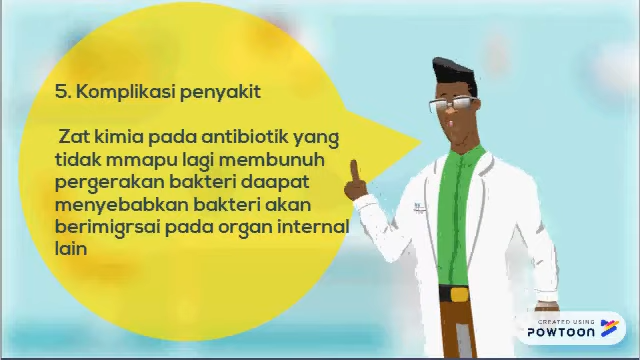 5. Komplikasi penyakit
Zat kimia pada antibiotik yang
tidak mmapu lagi membunuh
pergerakan bakteri daapat
menyebabkan bakteri akan
berimigrsai pada organ internal
lain
CREATED USING
POWTOON